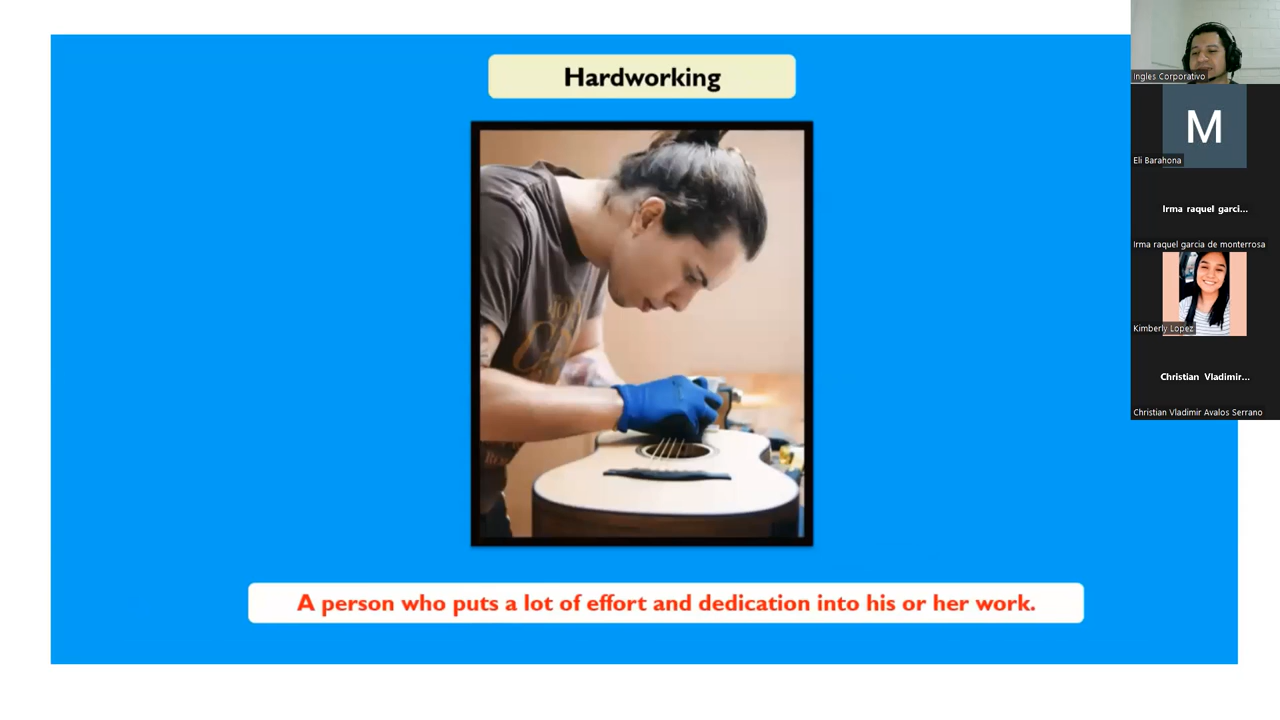 Hardworking
A person who puts a lot of effort and dedication into his or her work.
Ingles Corporativo
M
Eli Barahona
Irma raquel garci...
Irma raquel garcia de monterrosa
Kimberly Lopez
Christian Vladimir...
Christian Vladimir Avalos Serrano